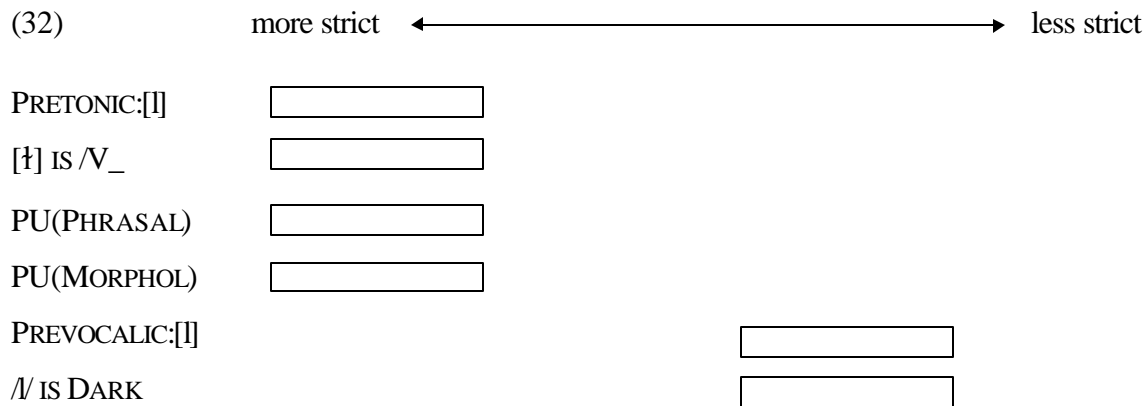 (32) more strict less strict
PRETONIC:[l]
[ɫ] IS /V_
PU(PHRASAL)
PU(MORPHOL)
PREVOCALIC:[l]
/l/ IS DARK